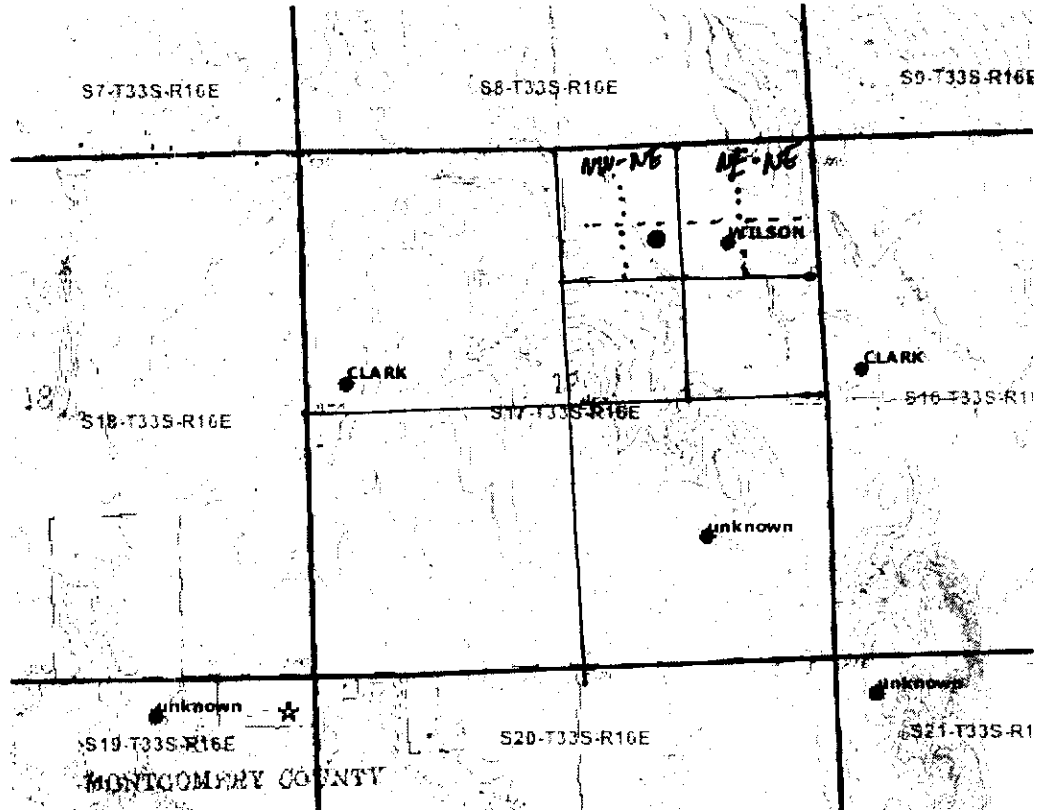 S7-T33S-R16E
S8-T33S-R16E
S9-T33S-R16E
NW-NE
NE-NE
WILSON
CLARK
17
CLARK
18
S18-T33S-R16E
S17-T33S-R16E
S16-T33S-R1
unknown
unknown
unknown
S19-T33S-R16E
S20-T33S-R16E
S21-T33S-R1
MONTGOMERY COUNTY